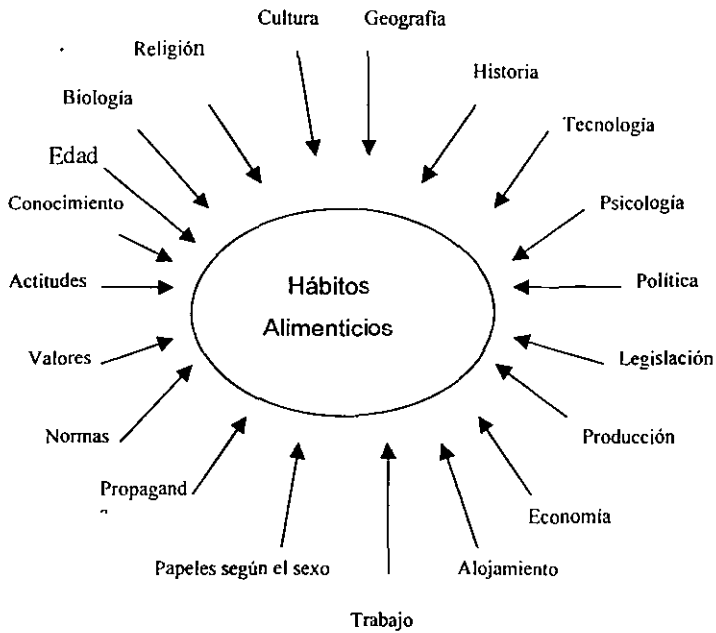 Cultura
Geografía
Religión
Historia
Biología
Tecnología
Edad
Conocimiento
Psicología
Actitudes
Hábitos
Alimenticios
Política
Valores
Legislación
Normas
Producción
Propagand
Economía
Papeles según el sexo
Alojamiento
Trabajo